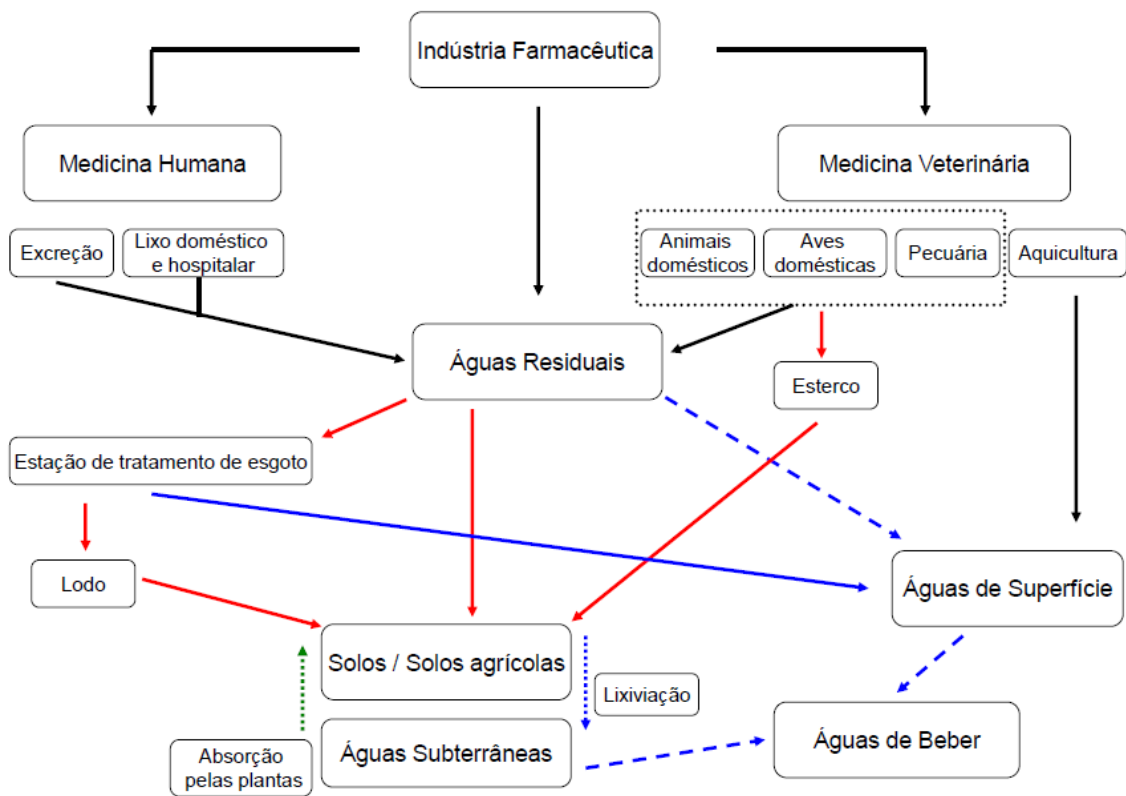 Indústria Farmacêutica
Medicina Humana
Medicina Veterinária
Excreção
Lixo doméstico
e hospitalar
Animais
domésticos
Aves
domésticas
Pecuária
Aquicultura
Águas Residuais
Esterco
Estação de tratamento de esgoto
Lodo
Águas de Superfície
Solos / Solos agrícolas
Lixiviação
Águas Subterrâneas
Águas de Beber
Absorção
pelas plantas